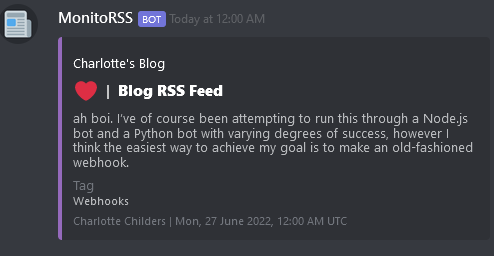 MonitoRSS BOT Today at 12:00 AM
Charlotte's Blog
❤️ | Blog RSS Feed
ah boi. I've of course been attempting to run this through a Node.js
bot and a Python bot with varying degrees of success, however I
think the easiest way to achieve my goal is to make an old-fashioned
webhook.
Tag
Webhooks
Charlotte Childers | Mon, 27 June 2022, 12:00 AM UTC